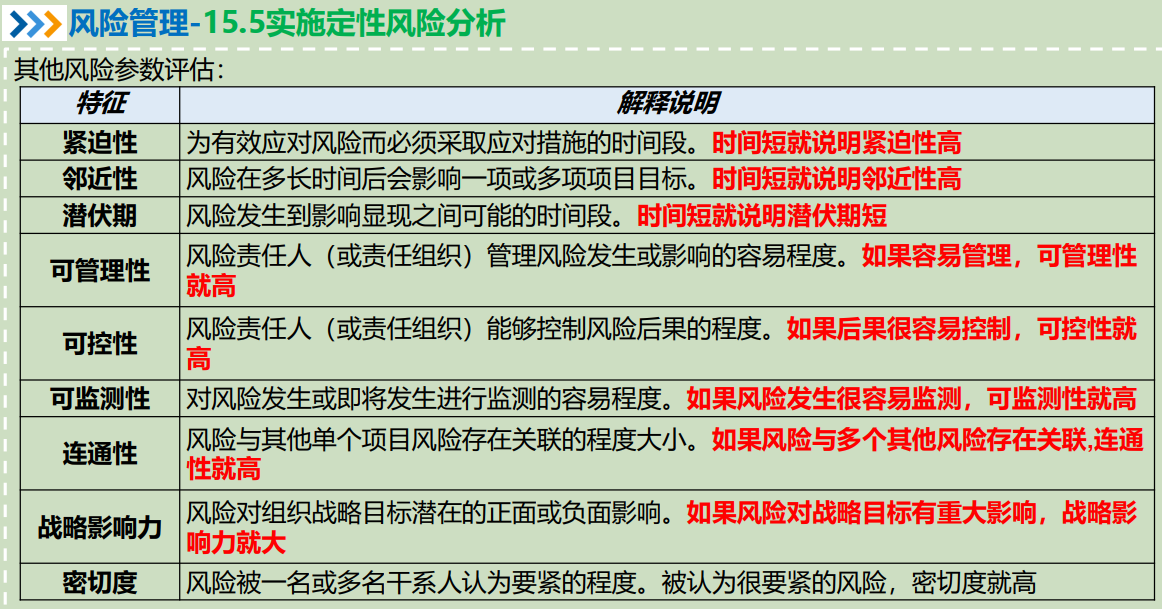 风险管理-15.5实施定性风险分析
其他风险参数评估：
特征 解释说明
紧迫性 为有效应对风险而必须采取应对措施的时间段。时间短就说明紧迫性高
邻近性 风险在多长时间后会影响一项或多项项目目标。时间短就说明邻近性高
潜伏期 风险发生到影响显现之间可能的时间段。时间短就说明潜伏期短
可管理性 风险责任人（或责任组织）管理风险发生或影响的容易程度。如果容易管理，可管理性
就高
可控性 风险责任人（或责任组织）能够控制风险后果的程度。如果后果很容易控制，可控性就
高
可监测性 对风险发生或即将发生进行监测的容易程度。如果风险发生很容易监测，可监测性就高
连通性 风险与其他单个项目风险存在关联的程度大小。如果风险与多个其他风险存在关联,连通
性就高
战略影响力 风险对组织战略目标潜在的正面或负面影响。如果风险对战略目标有重大影响，战略影
响力就大
密切度 风险被一名或多名干系人认为要紧的程度。被认为很要紧的风险，密切度就高